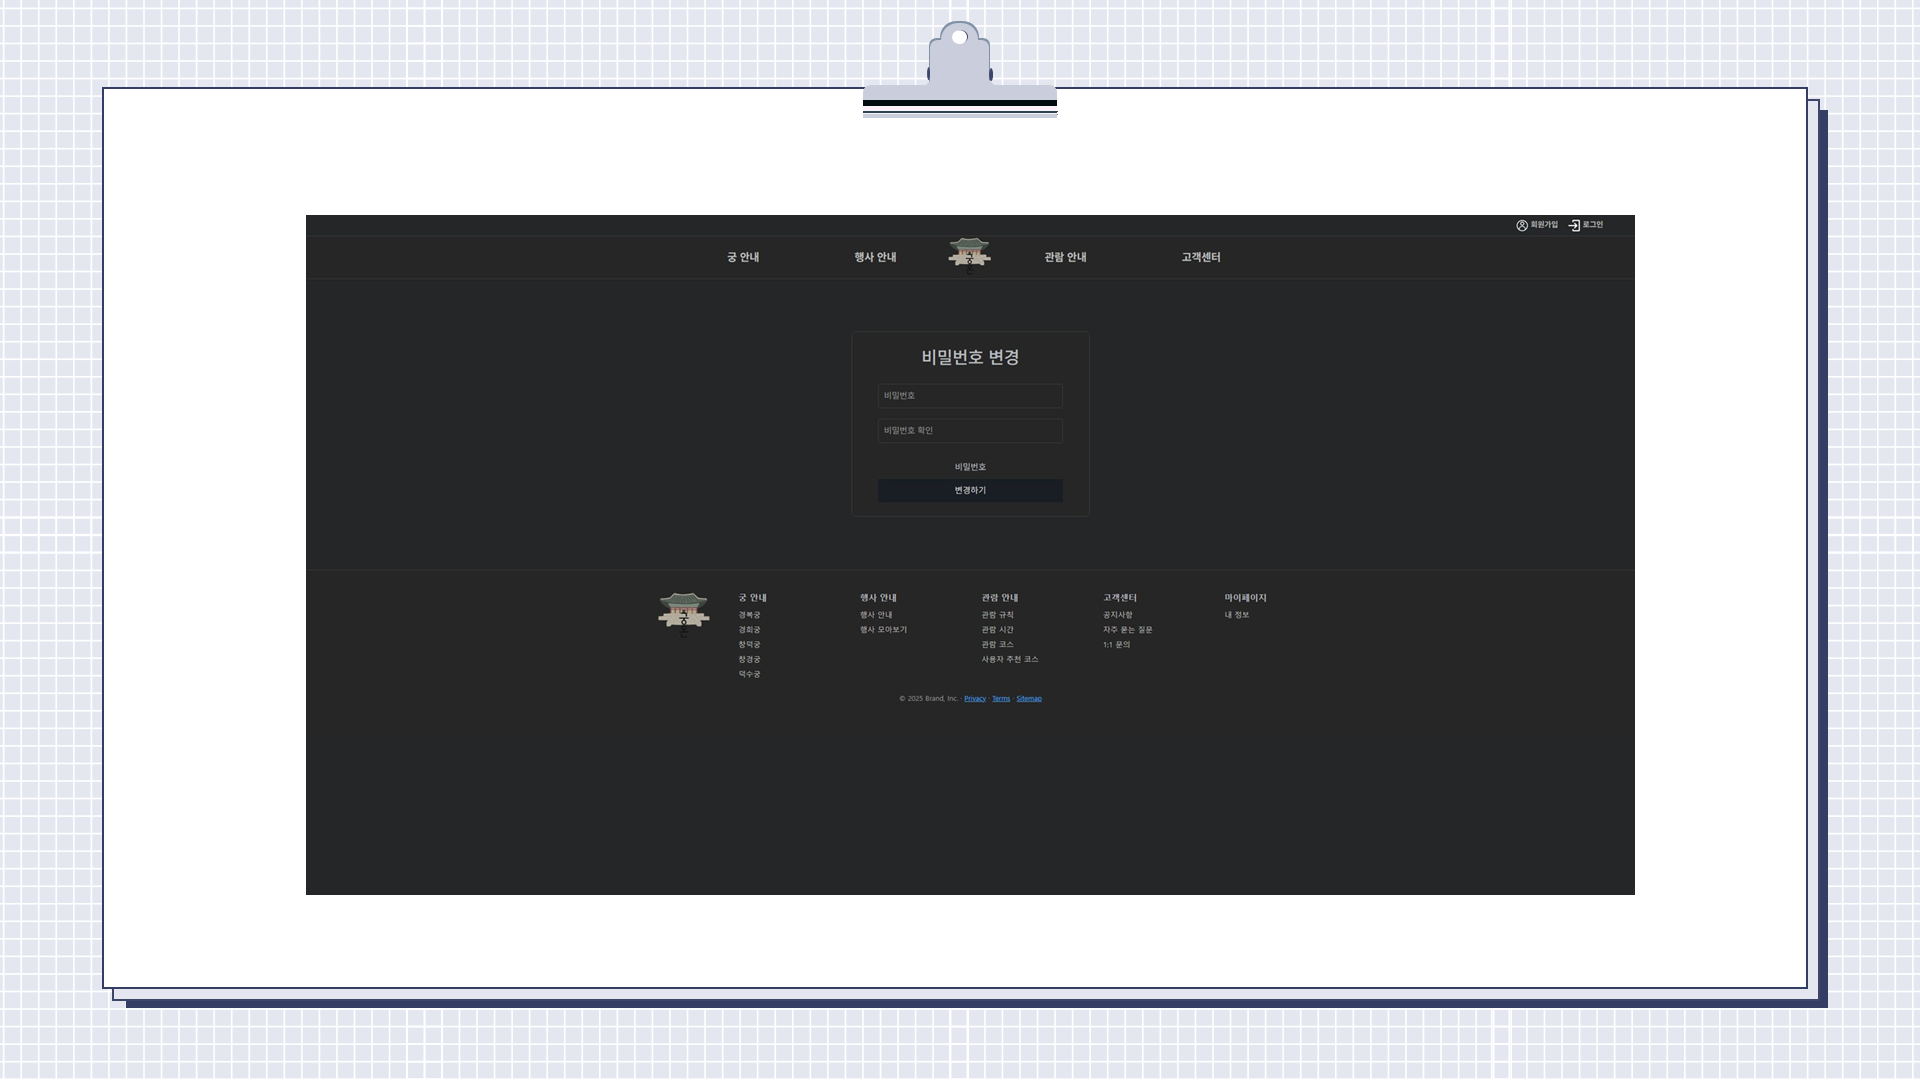 회원가입 로그인
궁 안내 행사 안내 궁온 관람 안내 고객센터
비밀번호 변경
비밀번호
비밀번호 확인
비밀번호
변경하기
궁온
궁 안내
경복궁
경희궁
창덕궁
창경궁
덕수궁
행사 안내
행사 안내
행사 모아보기
관람 안내
관람 규칙
관람 시간
관람 코스
사용자 추천 코스
고객센터
공지사항
자주 묻는 질문
1:1 문의
마이페이지
내 정보
© 2025 Brand, Inc. · Privacy · Terms · Sitemap